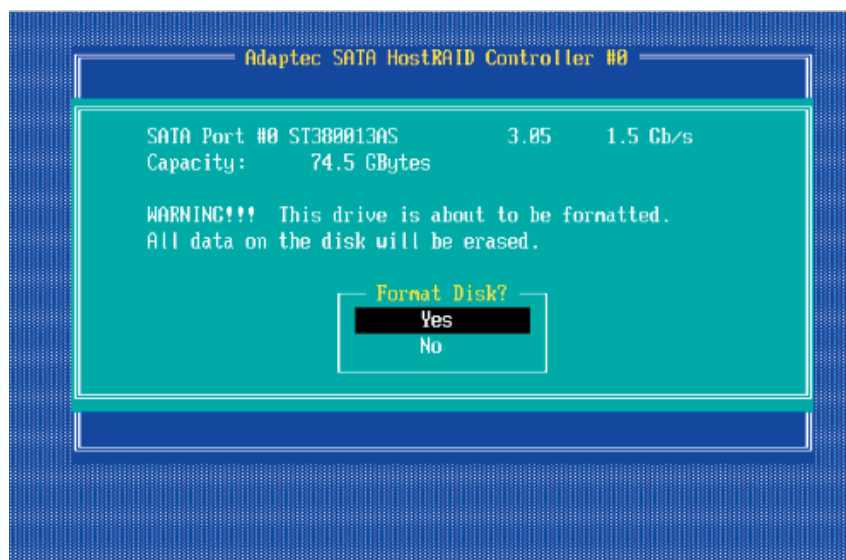 Adaptec SATA HostRAID Controller #0
SATA Port #0 ST380013AS 3.05 1.5 Gb/s
Capacity: 74.5 GBytes
WARNING!!! This drive is about to be formatted.
All data on the disk will be erased.
Format Disk?
Yes
No